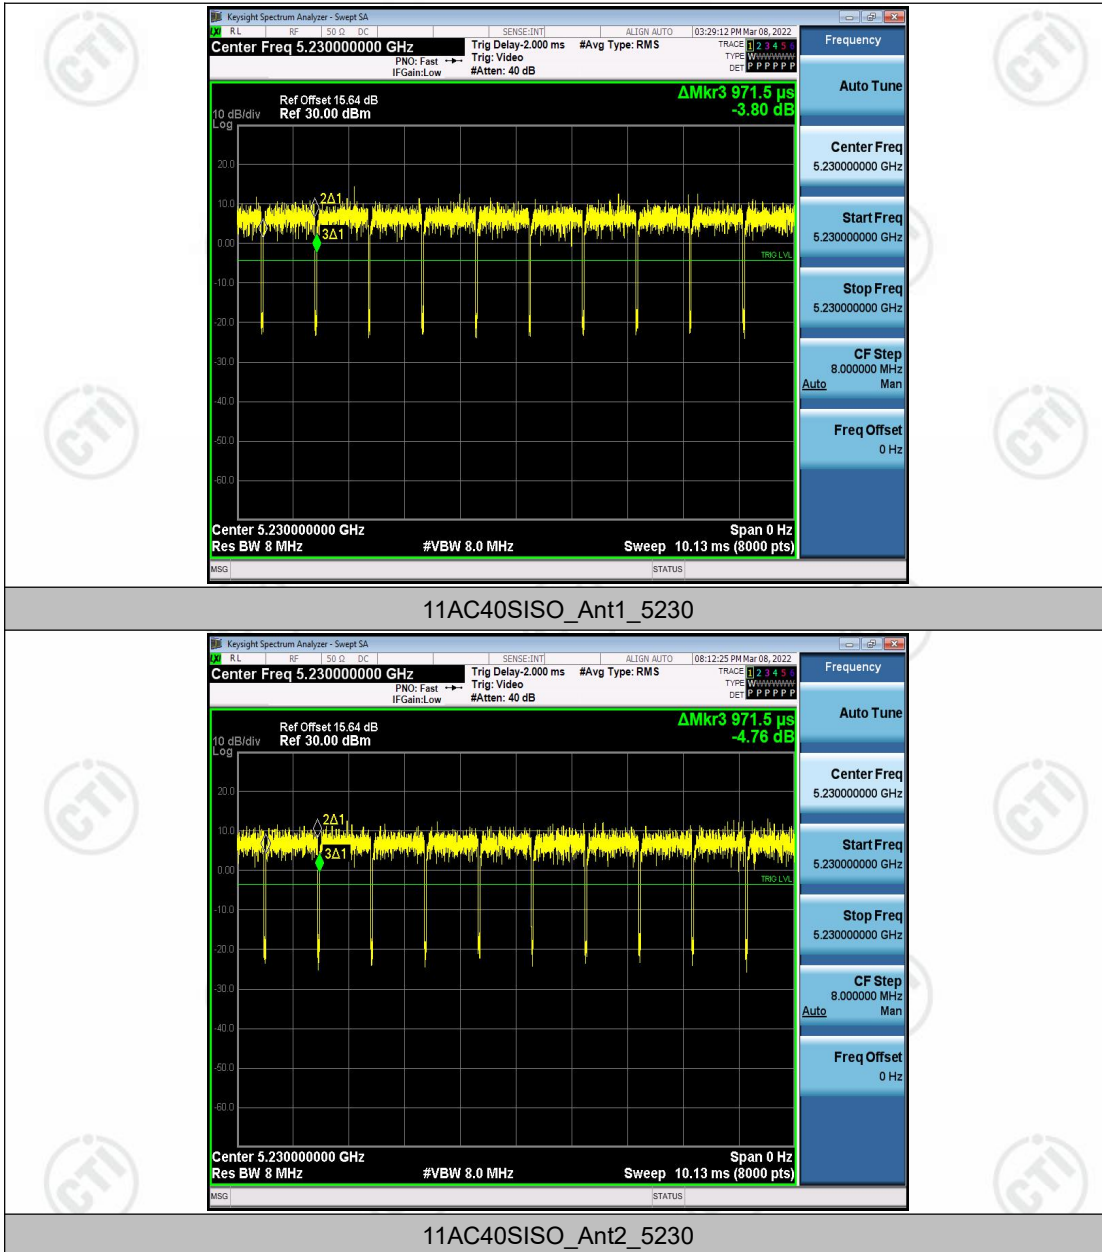 Keysight Spectrum Analyzer - Swept SA
LXI RL RF 50 Ω DC SENSE:INT ALIGN AUTO 03:29:12 PM Mar 08, 2022
Center Freq 5.230000000 GHz Trig Delay-2.000 ms #Avg Type: RMS TRACE 1 2 3 4 5 6
PNO: Fast Trig: Video TYPE WWWWWW
IFGain:Low #Atten: 40 dB DET P P P P P P
Frequency
Auto Tune
Center Freq
5.230000000 GHz
Start Freq
5.230000000 GHz
Stop Freq
5.230000000 GHz
CF Step
8.000000 MHz
Auto Man
Freq Offset
0 Hz
ΔMkr3 971.5 µs
-3.80 dB
Ref Offset 15.64 dB
10 dB/div Ref 30.00 dBm
Log
20.0
10.0
0.00
-10.0
-20.0
-30.0
-40.0
-50.0
-60.0
2Δ1
3Δ1
TRIG LVL
Center 5.230000000 GHz Span 0 Hz
Res BW 8 MHz #VBW 8.0 MHz Sweep 10.13 ms (8000 pts)
MSG STATUS
11AC40SISO_Ant1_5230
Keysight Spectrum Analyzer - Swept SA
LXI RL RF 50 Ω DC SENSE:INT ALIGN AUTO 08:12:25 PM Mar 08, 2022
Center Freq 5.230000000 GHz Trig Delay-2.000 ms #Avg Type: RMS TRACE 1 2 3 4 5 6
PNO: Fast Trig: Video TYPE WWWWWW
IFGain:Low #Atten: 40 dB DET P P P P P P
Frequency
Auto Tune
Center Freq
5.230000000 GHz
Start Freq
5.230000000 GHz
Stop Freq
5.230000000 GHz
CF Step
8.000000 MHz
Auto Man
Freq Offset
0 Hz
ΔMkr3 971.5 µs
-4.76 dB
Ref Offset 15.64 dB
10 dB/div Ref 30.00 dBm
Log
20.0
10.0
0.00
-10.0
-20.0
-30.0
-40.0
-50.0
-60.0
2Δ1
3Δ1
TRIG LVL
Center 5.230000000 GHz Span 0 Hz
Res BW 8 MHz #VBW 8.0 MHz Sweep 10.13 ms (8000 pts)
MSG STATUS
11AC40SISO_Ant2_5230
CTI
CTI
CTI
CTI
CTI
CTI
CTI
CTI